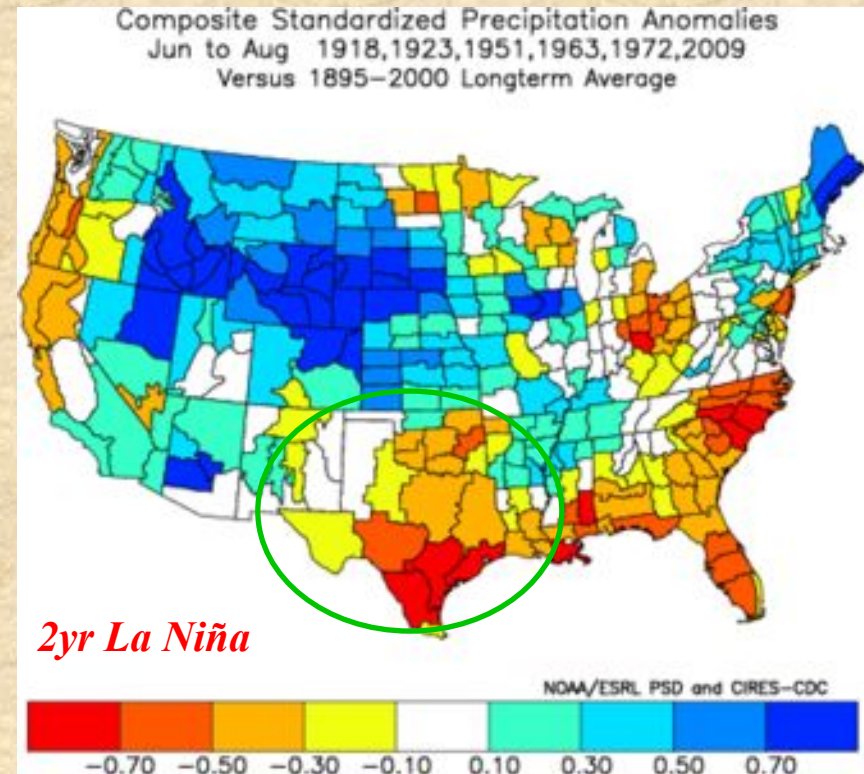 Composite Standardized Precipitation Anomalies
Jun to Aug 1918,1923,1951,1963,1972,2009
Versus 1895-2000 Longterm Average
2yr La Niña
NOAA/ESRL PSD and CIRES-CDC
-0.70 -0.50 -0.30 -0.10 0.10 0.30 0.50 0.70